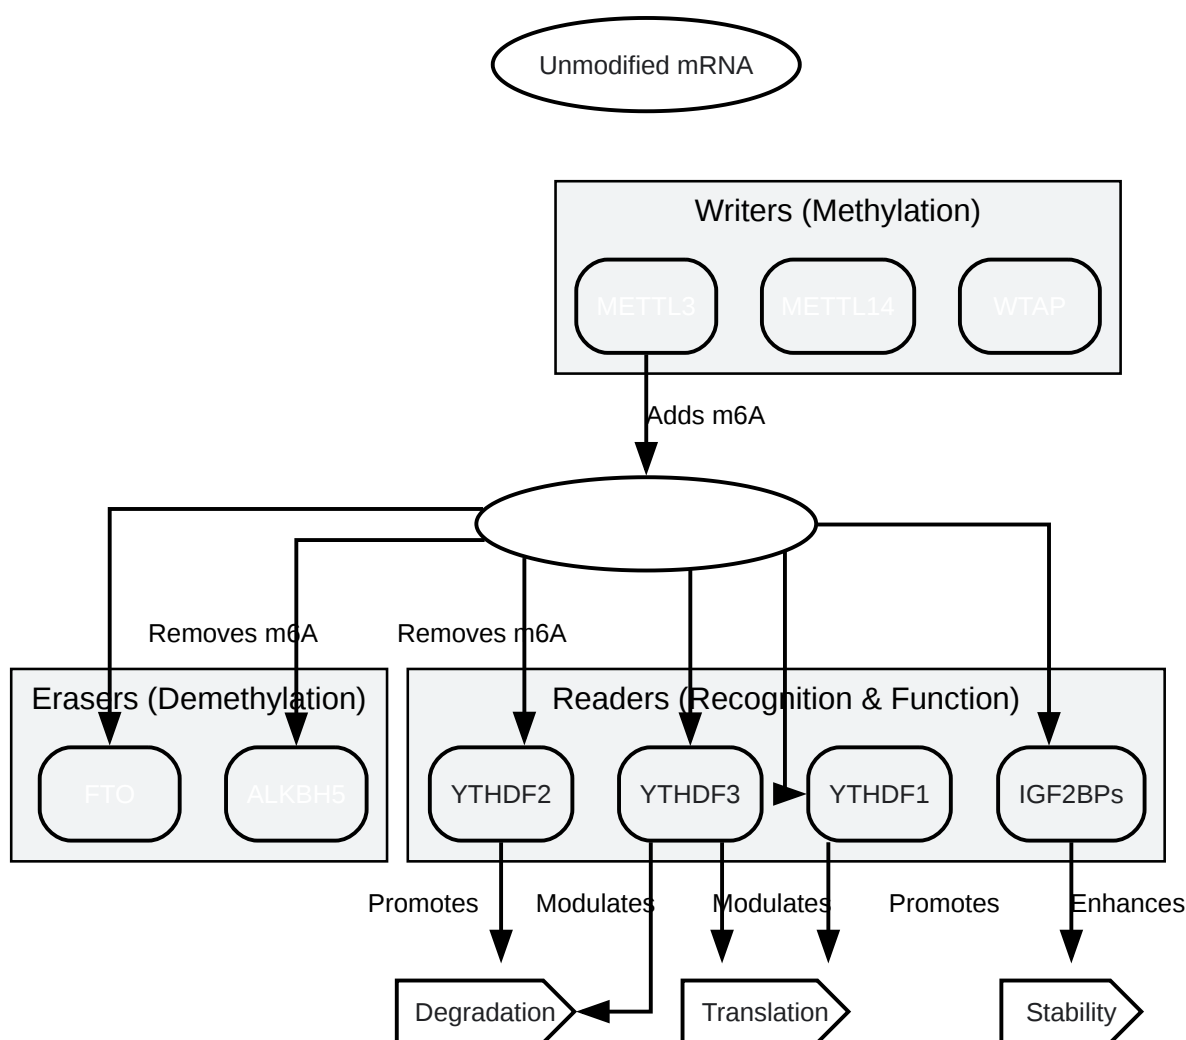 Unmodified mRNA
Writers (Methylation)
METTL3
METTL14
WTAP
Adds m6A
Removes m6A
Removes m6A
Erasers (Demethylation)
Readers (Recognition & Function)
FTO
ALKBH5
YTHDF2
YTHDF3
YTHDF1
IGF2BPs
Promotes
Modulates
Modulates
Promotes
Enhances
Degradation
Translation
Stability